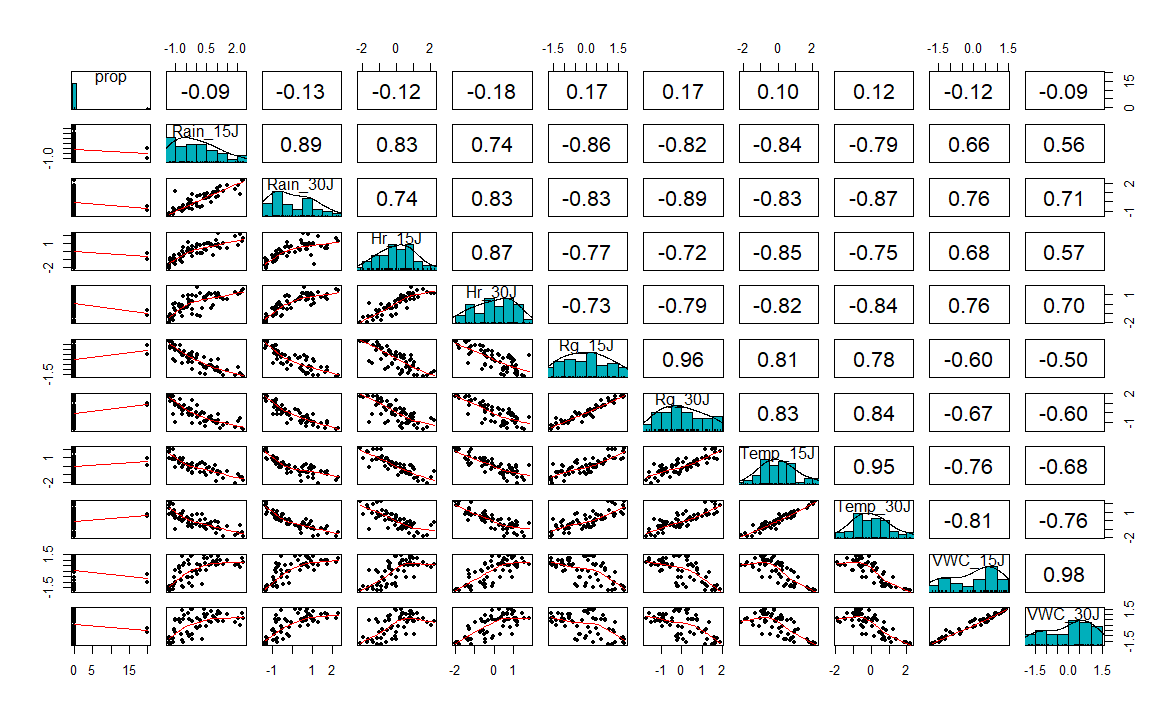 -1.0 0.5 2.0 -2 0 2 -1.5 0.0 1.5 -2 0 2 -1.5 0.0 1.5
prop -0.09 -0.13 -0.12 -0.18 0.17 0.17 0.10 0.12 -0.12 -0.09 0 15
-1.0 Rain_15J 0.89 0.83 0.74 -0.86 -0.82 -0.84 -0.79 0.66 0.56
Rain_30J 0.74 0.83 -0.83 -0.89 -0.83 -0.87 0.76 0.71 -1 2
-2 1 Hr_15J 0.87 -0.77 -0.72 -0.85 -0.75 0.68 0.57
Hr_30J -0.73 -0.79 -0.82 -0.84 0.76 0.70 -2 1
-1.5 Rg_15J 0.96 0.81 0.78 -0.60 -0.50
Rg_30J 0.83 0.84 -0.67 -0.60 -1 2
-2 1 Temp_15J 0.95 -0.76 -0.68
Temp_30J -0.81 -0.76 -2 1
-1.5 1.5 VWC_15J 0.98
VWC_30J -1.5 1.5
0 5 15 -1 0 1 2 -2 0 1 -1 0 1 2 -2 0 2 -1.5 0.0 1.5